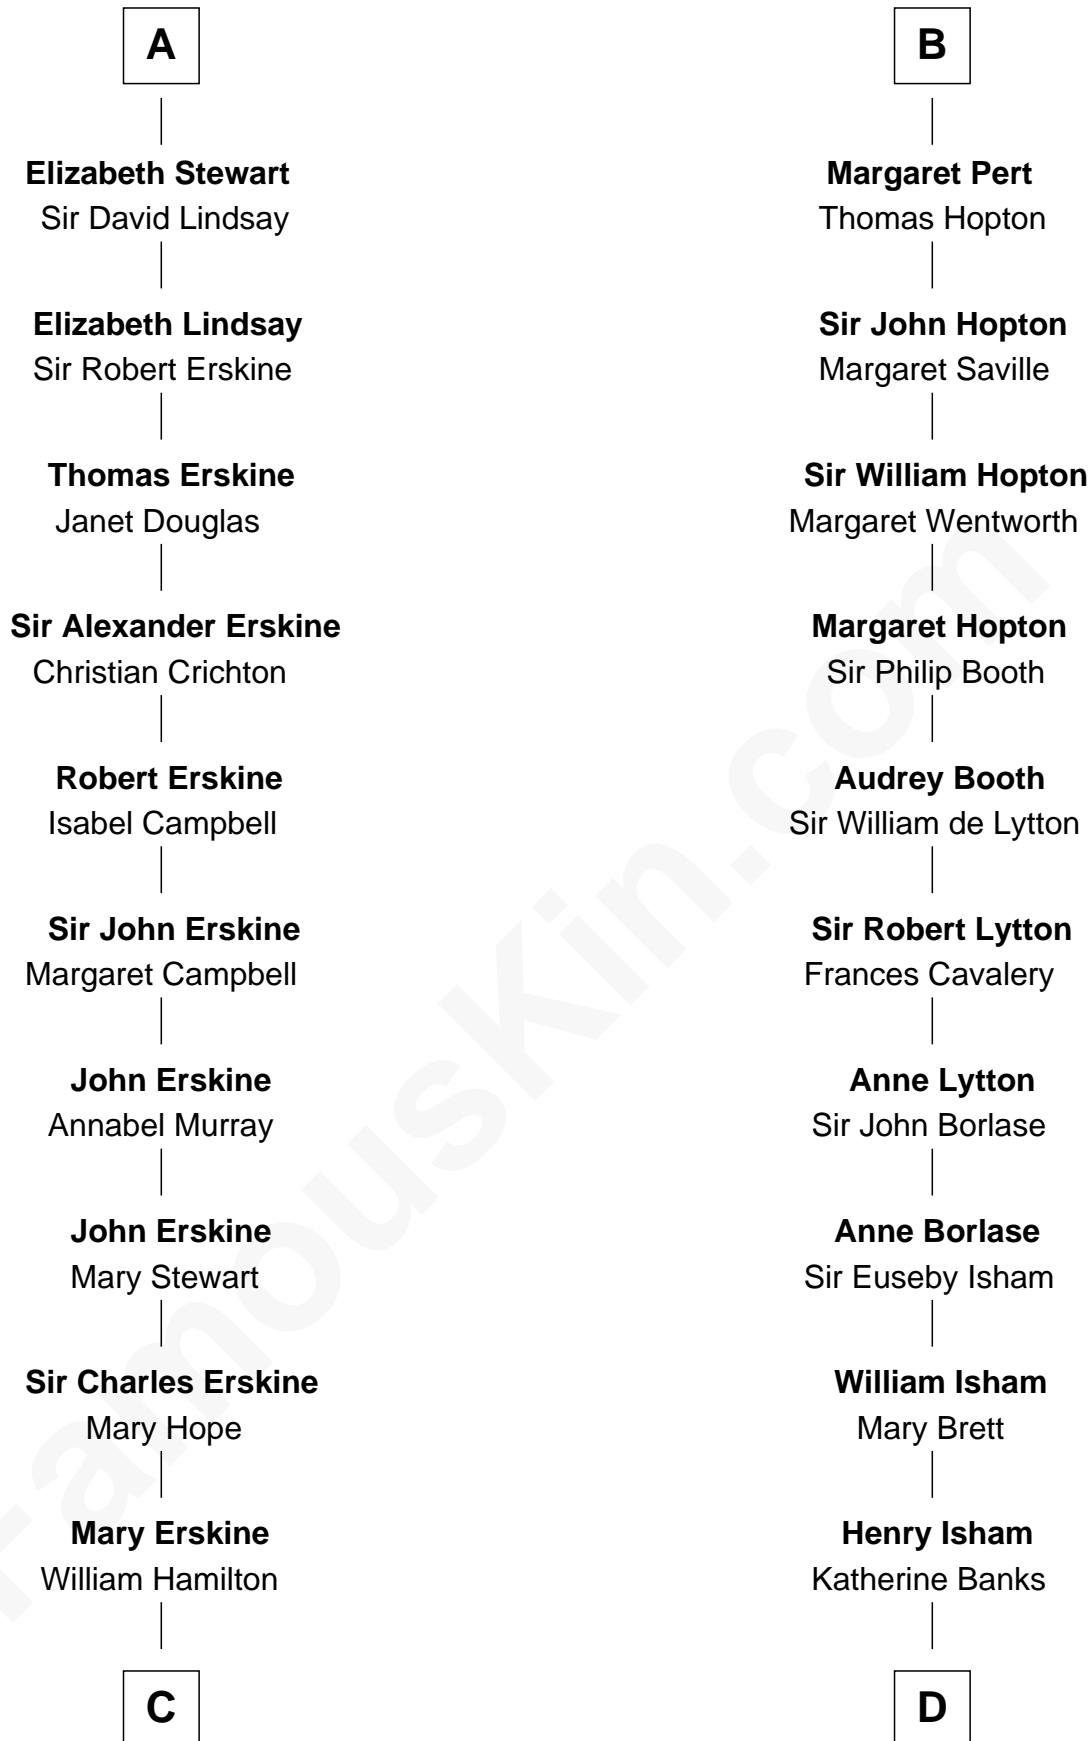 A
Elizabeth Stewart
Sir David Lindsay
Elizabeth Lindsay
Sir Robert Erskine
Thomas Erskine
Janet Douglas
Sir Alexander Erskine
Christian Crichton
Robert Erskine
Isabel Campbell
Sir John Erskine
Margaret Campbell
John Erskine
Annabel Murray
John Erskine
Mary Stewart
Sir Charles Erskine
Mary Hope
Mary Erskine
William Hamilton
C
B
Margaret Pert
Thomas Hopton
Sir John Hopton
Margaret Saville
Sir William Hopton
Margaret Wentworth
Margaret Hopton
Sir Philip Booth
Audrey Booth
Sir William de Lytton
Sir Robert Lytton
Frances Cavalery
Anne Lytton
Sir John Borlase
Anne Borlase
Sir Euseby Isham
William Isham
Mary Brett
Henry Isham
Katherine Banks
D
FamousKin.com